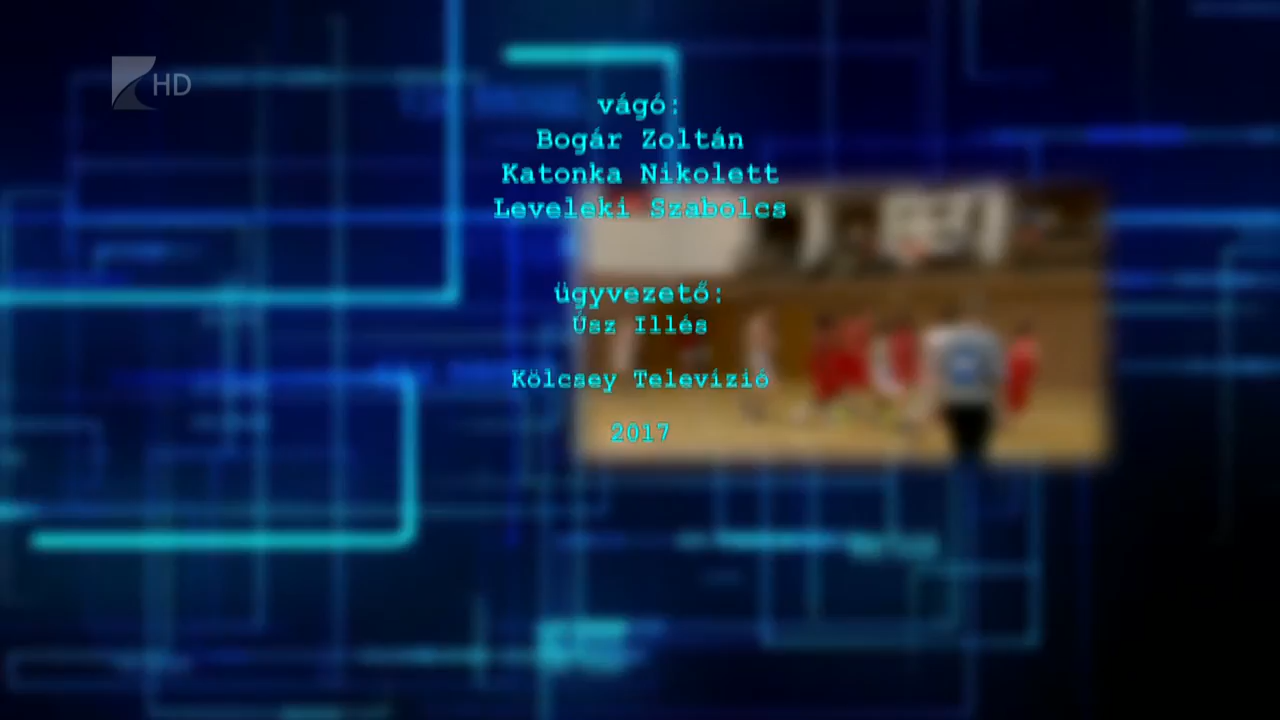 HD
vágó:
Bogár Zoltán
Katonka Nikolett
Leveleki Szabolcs
ügyvezető:
Úsz Illés
Kölcsey Televízió
2017